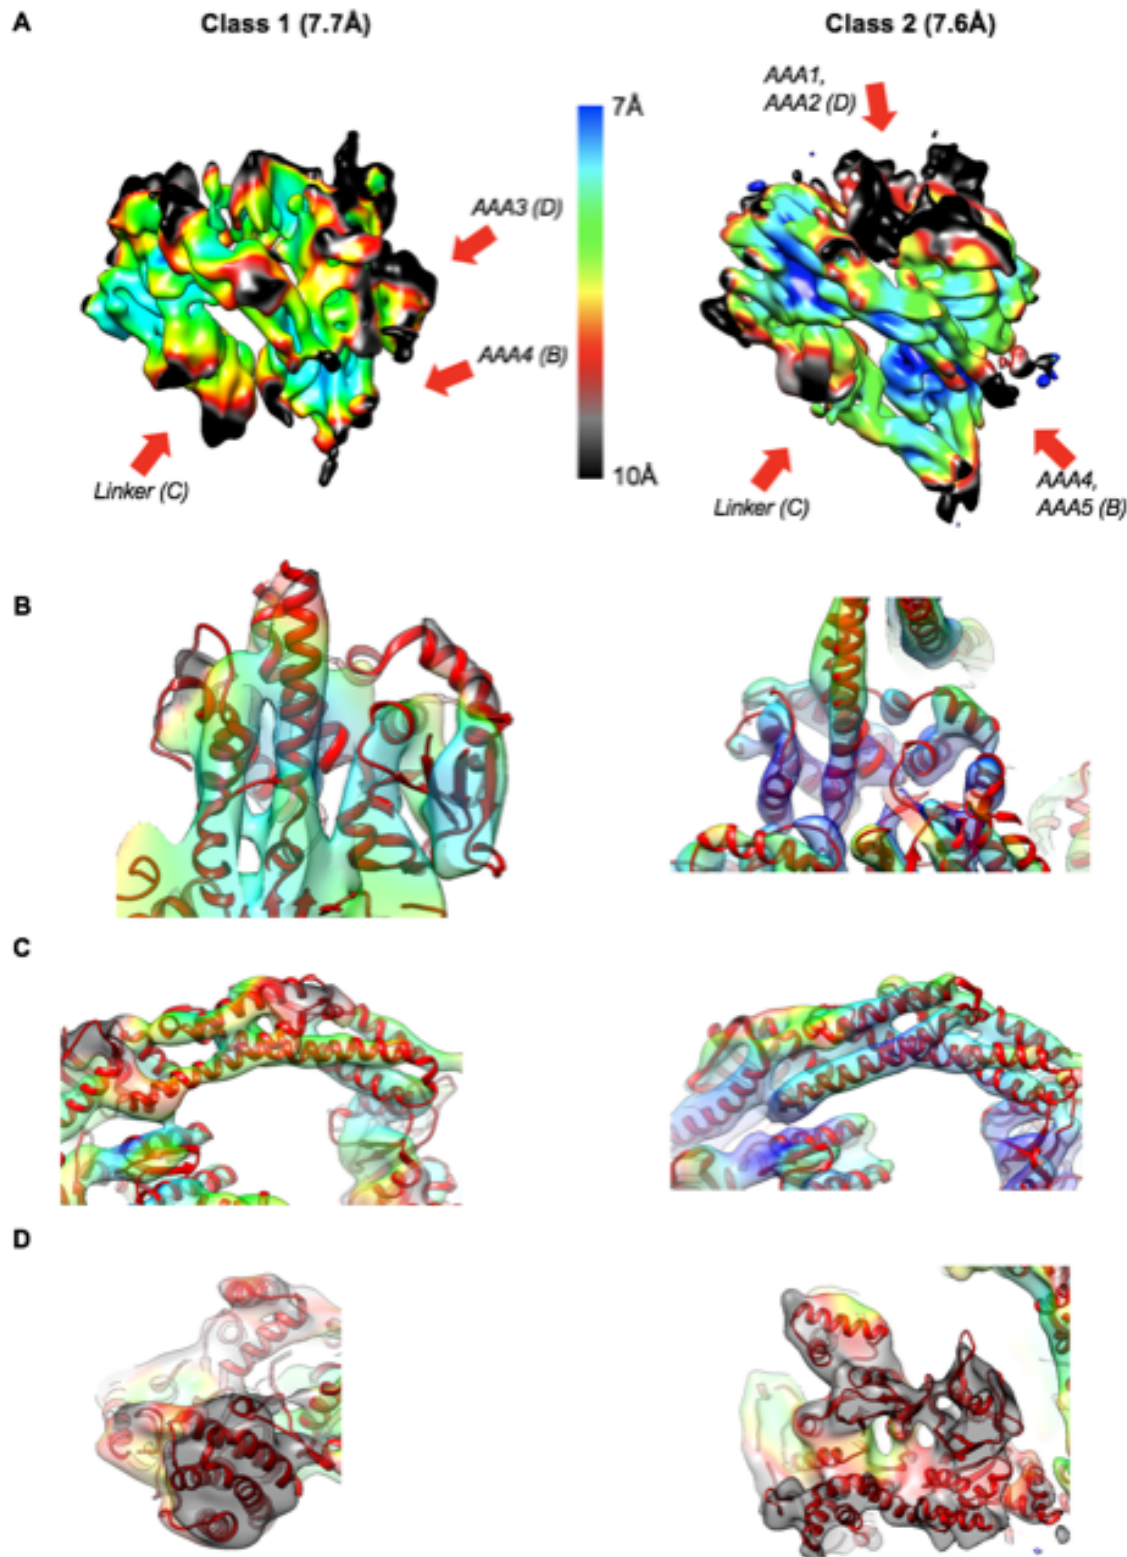 A
Class 1 (7.7Å)
Class 2 (7.6Å)
AAA1,
AAA2 (D)
7Å
AAA3 (D)
AAA4 (B)
10Å
Linker (C)
Linker (C)
AAA4,
AAA5 (B)
B
C
D